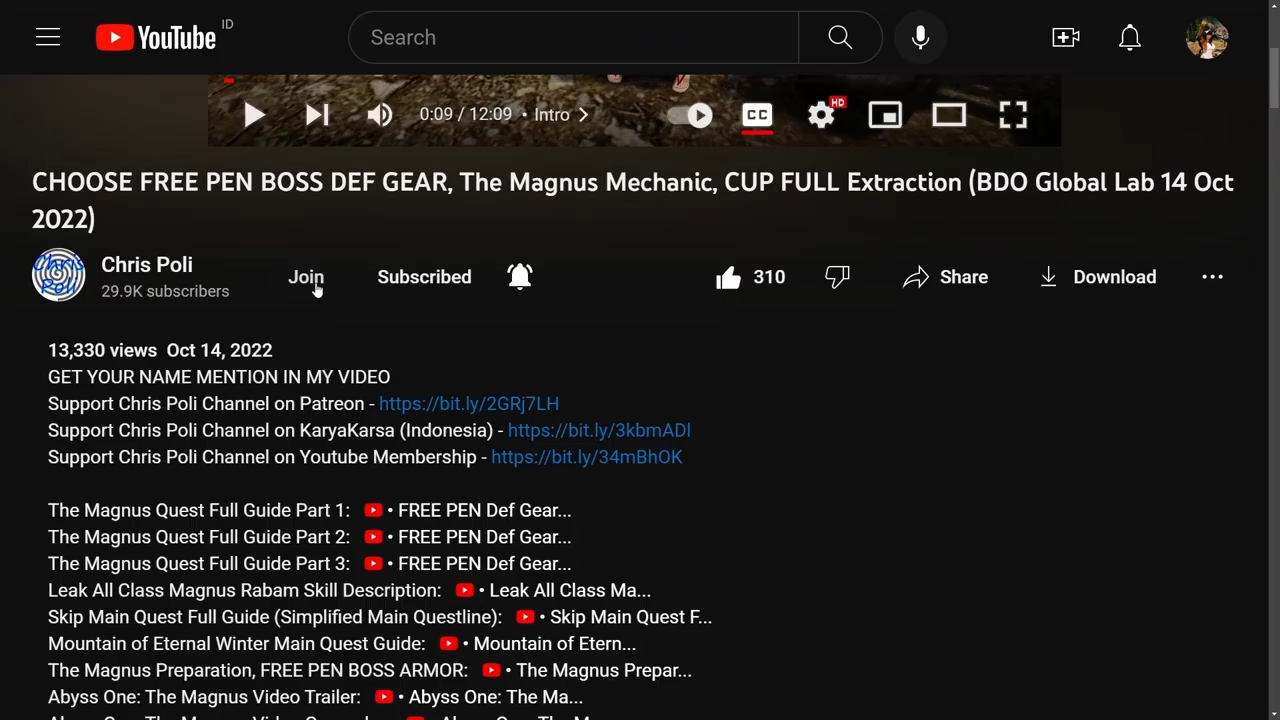 YouTube ID
Search
0:09 / 12:09 • Intro
CC
HD
CHOOSE FREE PEN BOSS DEF GEAR, The Magnus Mechanic, CUP FULL Extraction (BDO Global Lab 14 Oct
2022)
Chris Poli
29.9K subscribers
Join
Subscribed
310
Share
Download
13,330 views Oct 14, 2022
GET YOUR NAME MENTION IN MY VIDEO
Support Chris Poli Channel on Patreon - https://bit.ly/2GRj7LH
Support Chris Poli Channel on KaryaKarsa (Indonesia) - https://bit.ly/3kbmADI
Support Chris Poli Channel on Youtube Membership - https://bit.ly/34mBhOK
The Magnus Quest Full Guide Part 1: • FREE PEN Def Gear...
The Magnus Quest Full Guide Part 2: • FREE PEN Def Gear...
The Magnus Quest Full Guide Part 3: • FREE PEN Def Gear...
Leak All Class Magnus Rabam Skill Description: • Leak All Class Ma...
Skip Main Quest Full Guide (Simplified Main Questline): • Skip Main Quest F...
Mountain of Eternal Winter Main Quest Guide: • Mountain of Etern...
The Magnus Preparation, FREE PEN BOSS ARMOR: • The Magnus Prepar...
Abyss One: The Magnus Video Trailer: • Abyss One: The Ma...